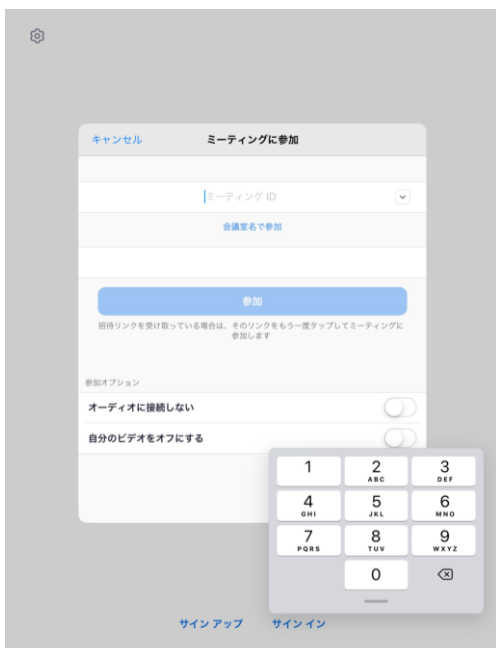 キャンセル ミーティングに参加
ミーティング ID
会議室名で参加
参加
招待リンクを受け取っている場合は、そのリンクをもう一度タップしてミーティングに
参加します
参加オプション
オーディオに接続しない
自分のビデオをオフにする
1 2 3
ABC DEF
4 5 6
GHI JKL MNO
7 8 9
PQRS TUV WXYZ
0
サイン アップ サイン イン